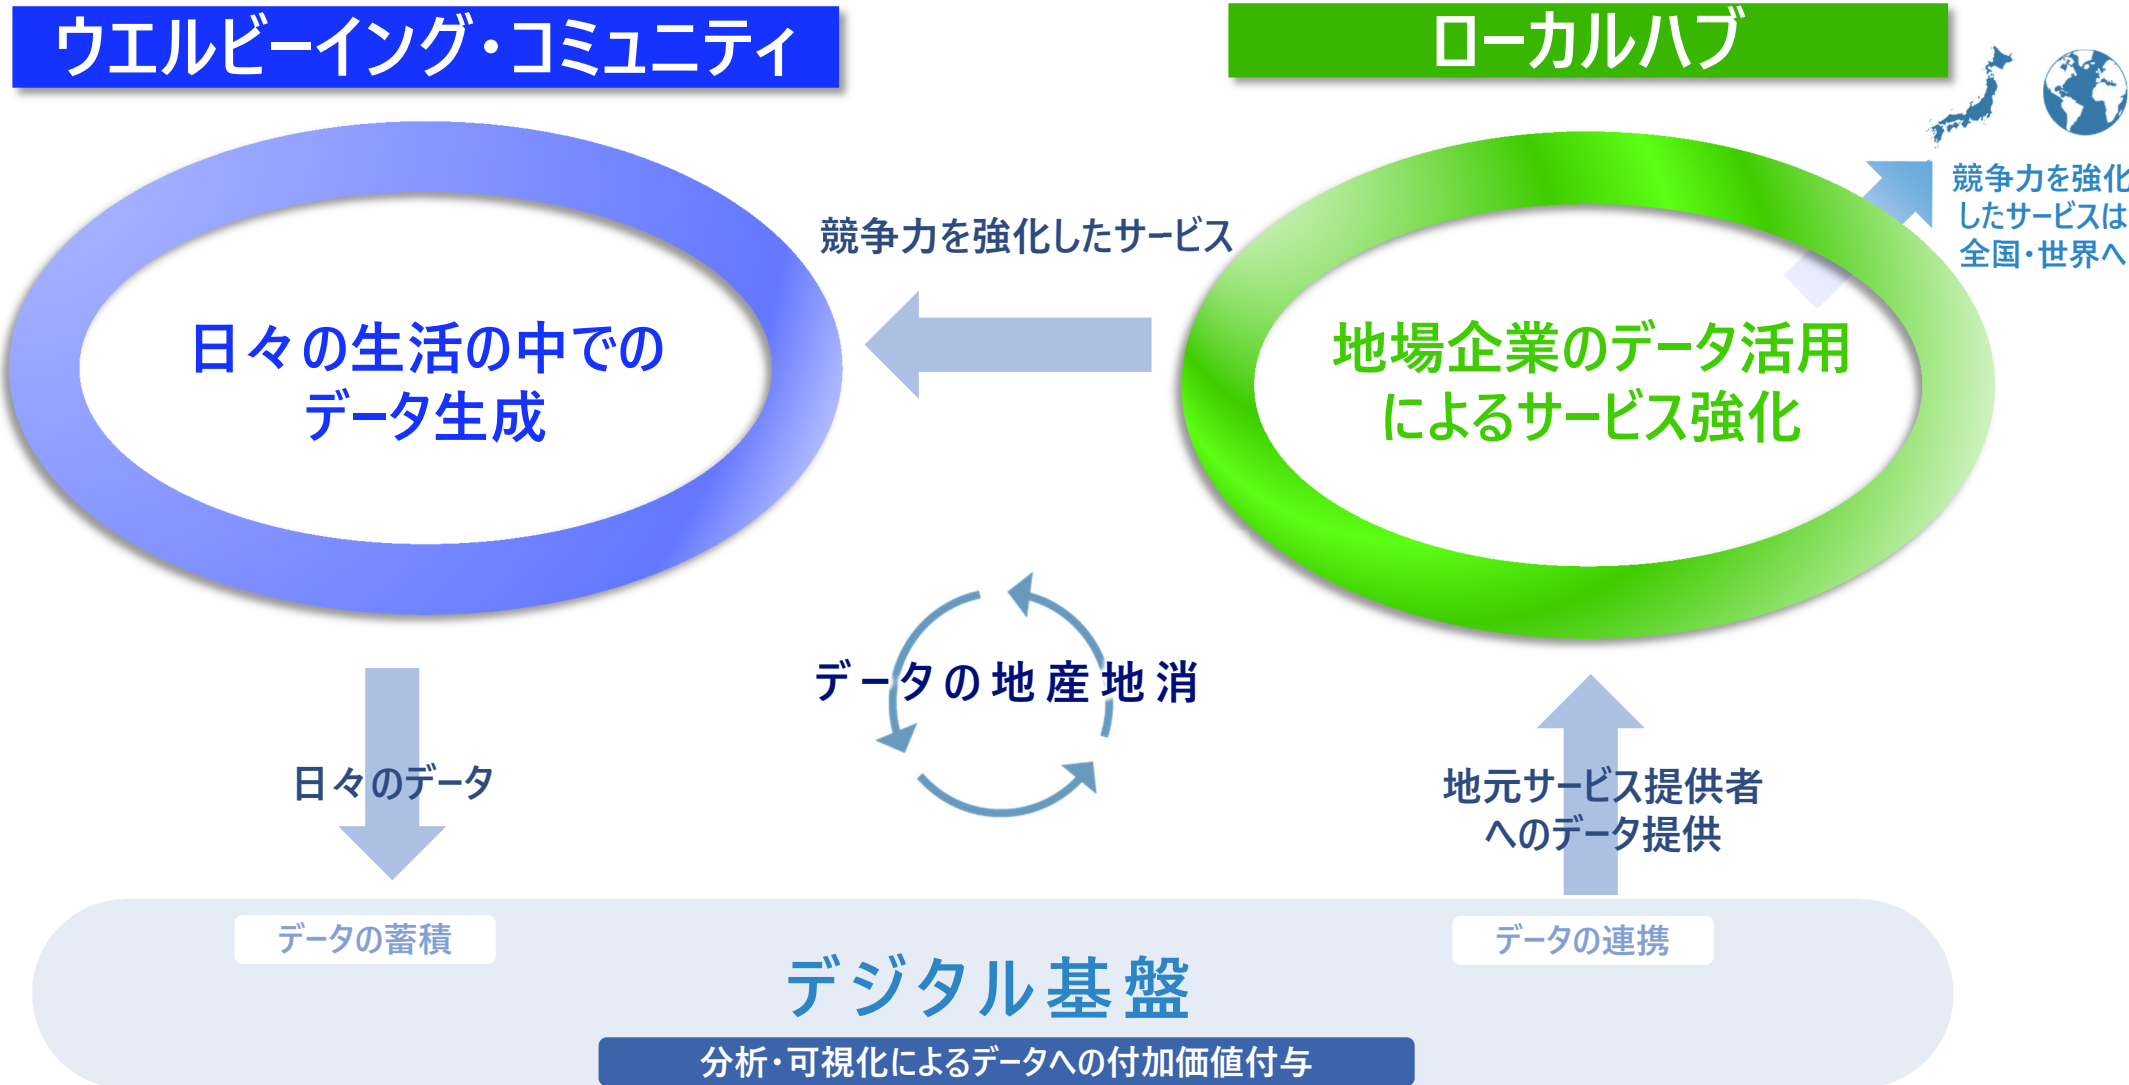 ウエルビーイング・コミュニティ
ローカルハブ
競争力を強化
したサービスは
全国・世界へ
競争力を強化したサービス
日々の生活の中での
データ生成
地場企業のデータ活用
によるサービス強化
データの地産地消
日々のデータ
地元サービス提供者
へのデータ提供
データの蓄積
データの連携
デジタル基盤
分析・可視化によるデータへの付加価値付与